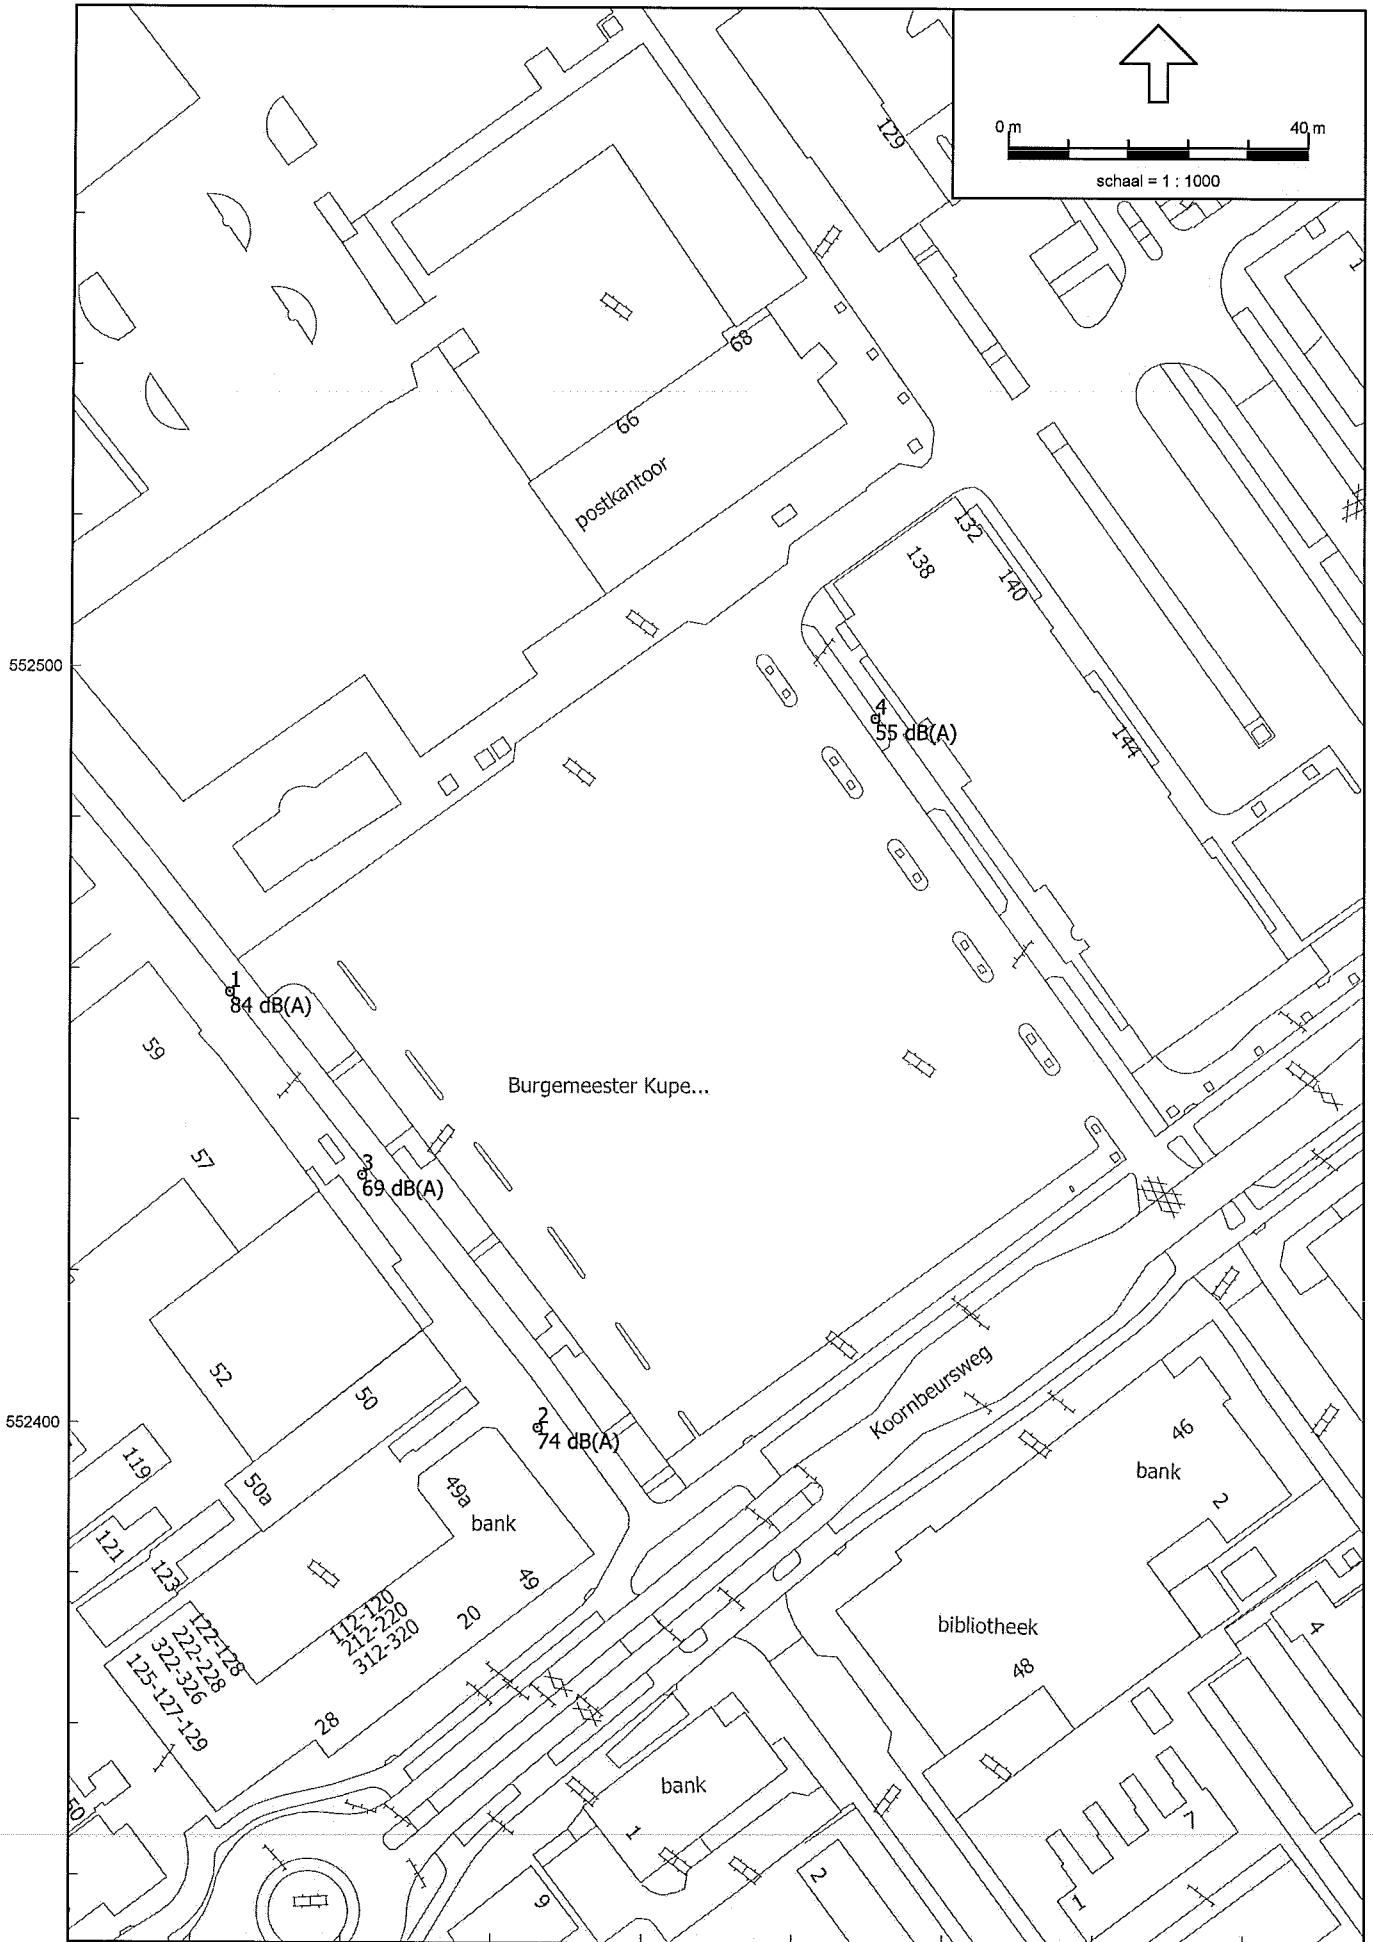 0 m
40 m
schaal = 1 : 1000
129
1
68
66
postkantoor
132
138
140
552500
4
55 dB(A)
144
1
84 dB(A)
59
Burgemeester Kupe...
57
3
69 dB(A)
52
50
Koornbeursweg
552400
2
74 dB(A)
46
bank
2
119
50a
49a
bank
121
123
49
20
112-120
212-220
312-320
122-128
222-228
322-326
125-127-129
28
bibliotheek
48
4
bank
50
1
7
2
9
1